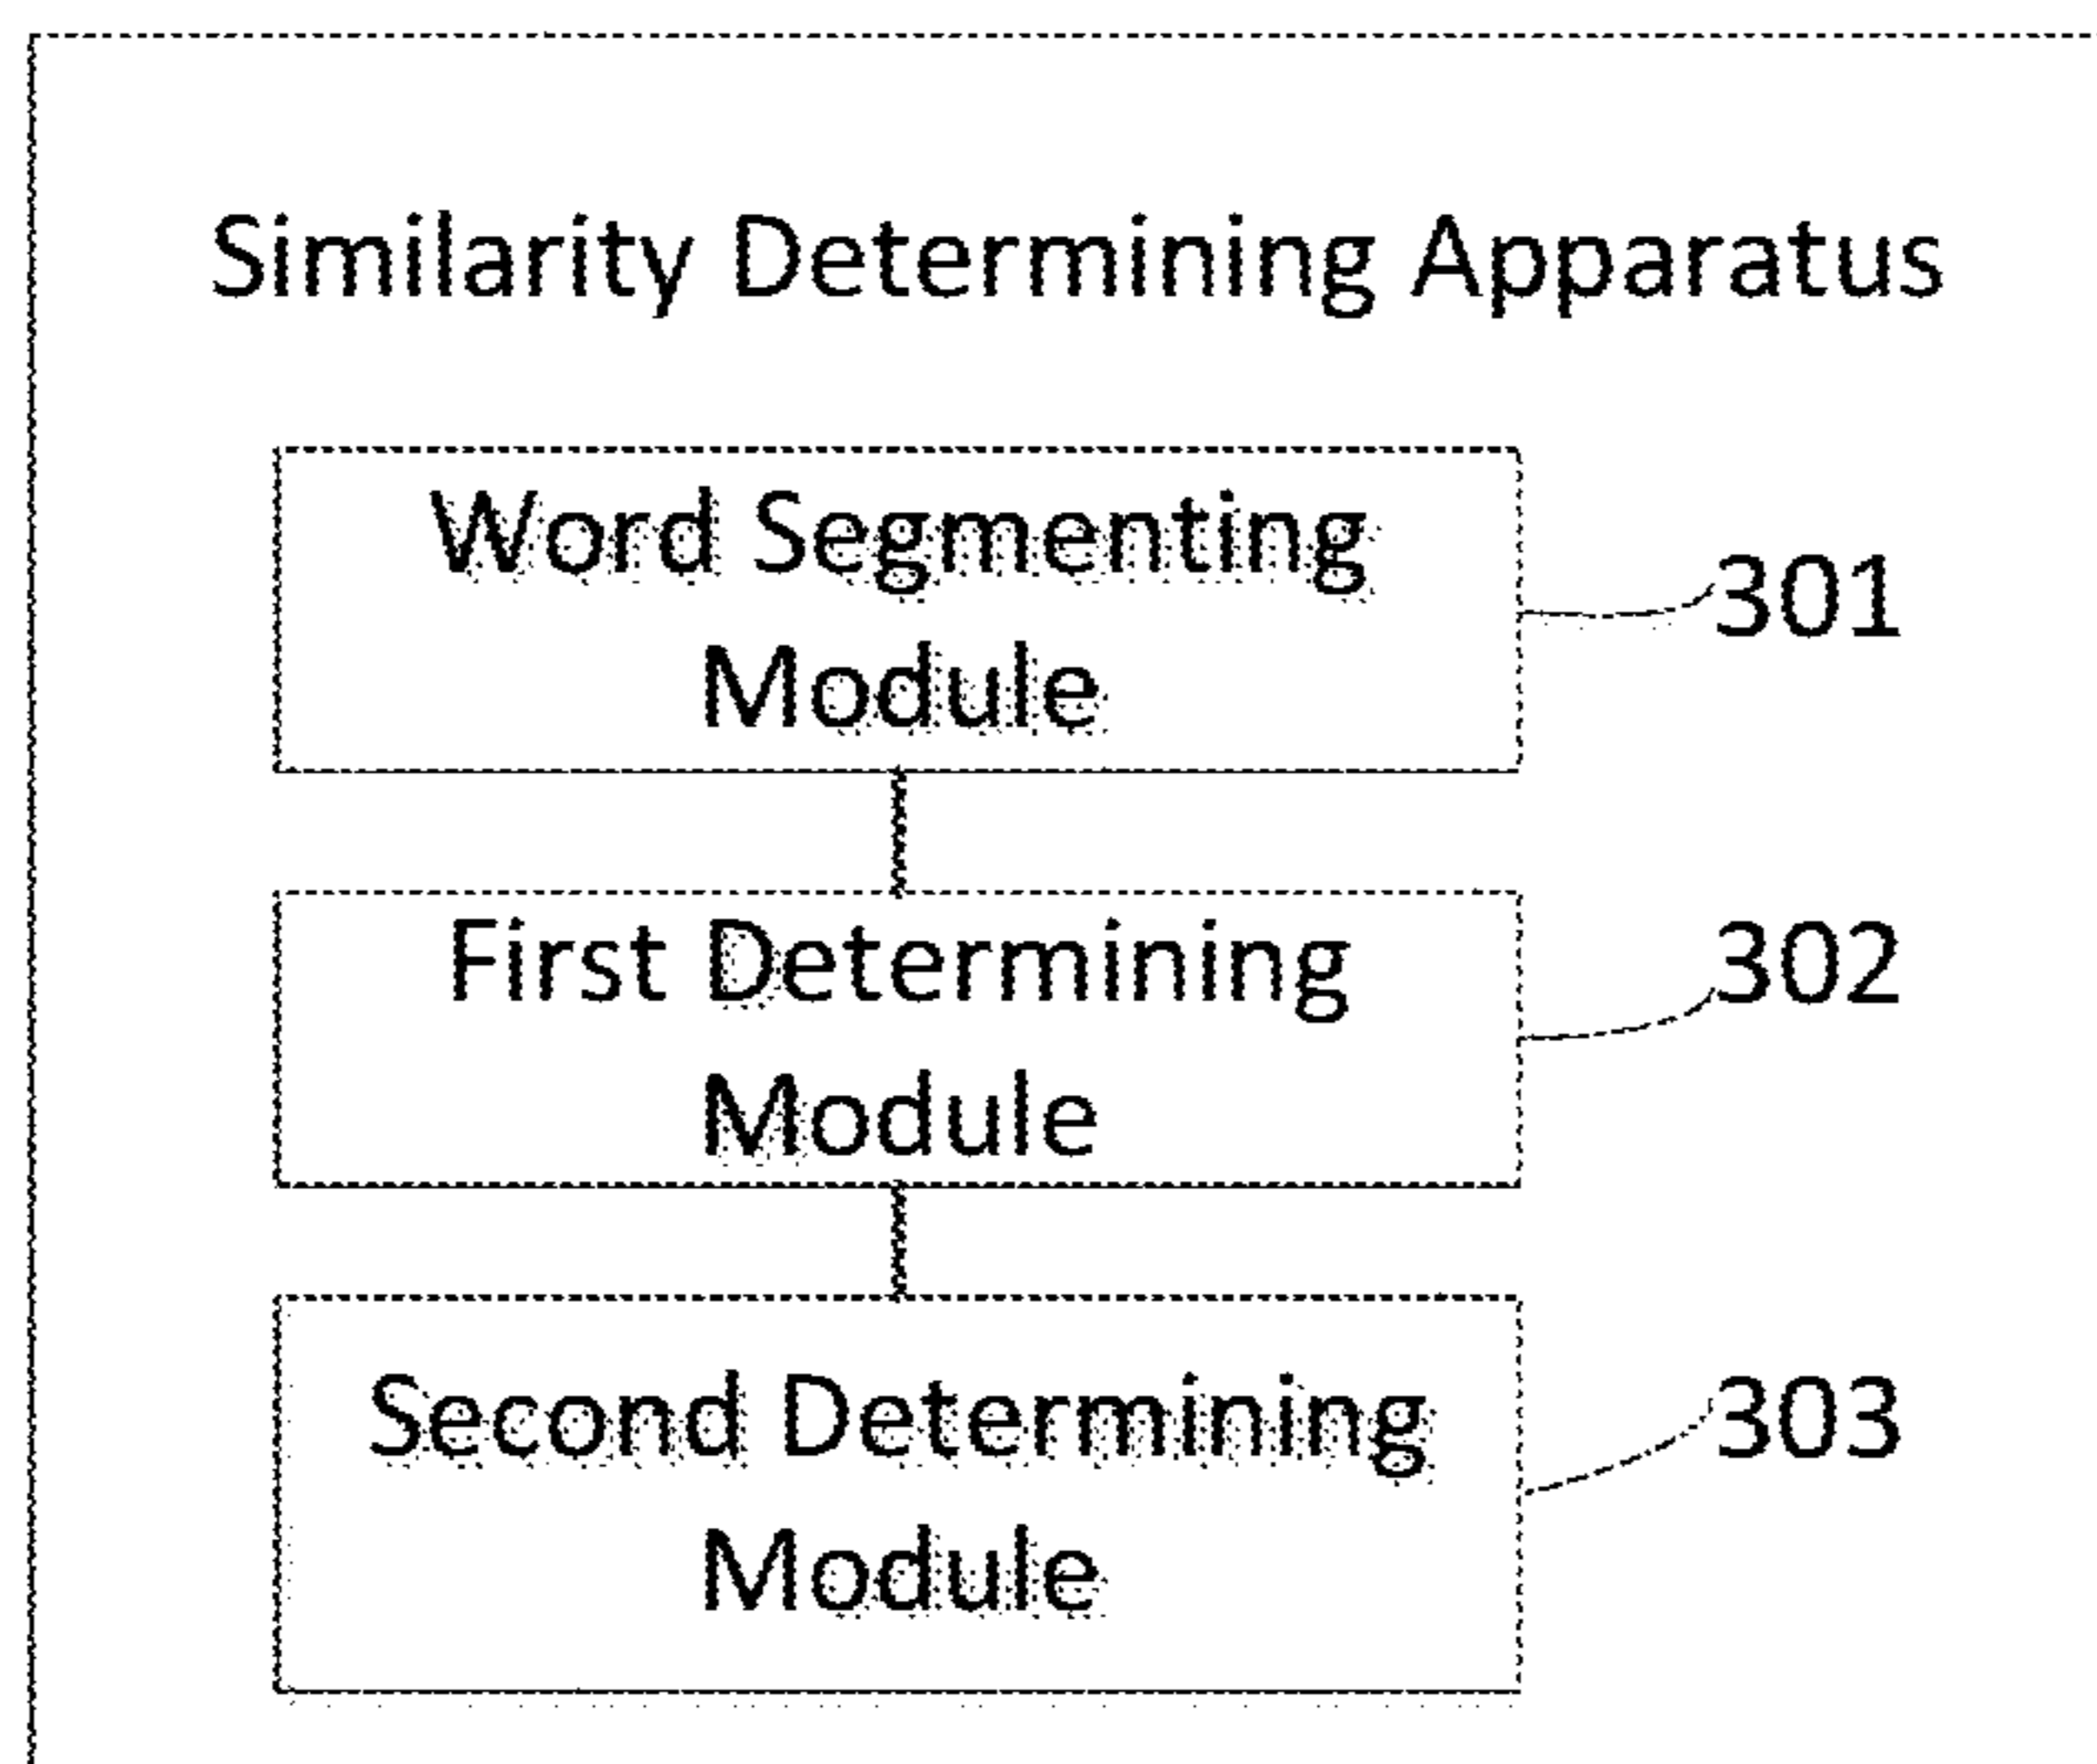 Similarity Determining Apparatus
Word Segmenting
Module
301
First Determining
Module
302
Second Determining
Module
303